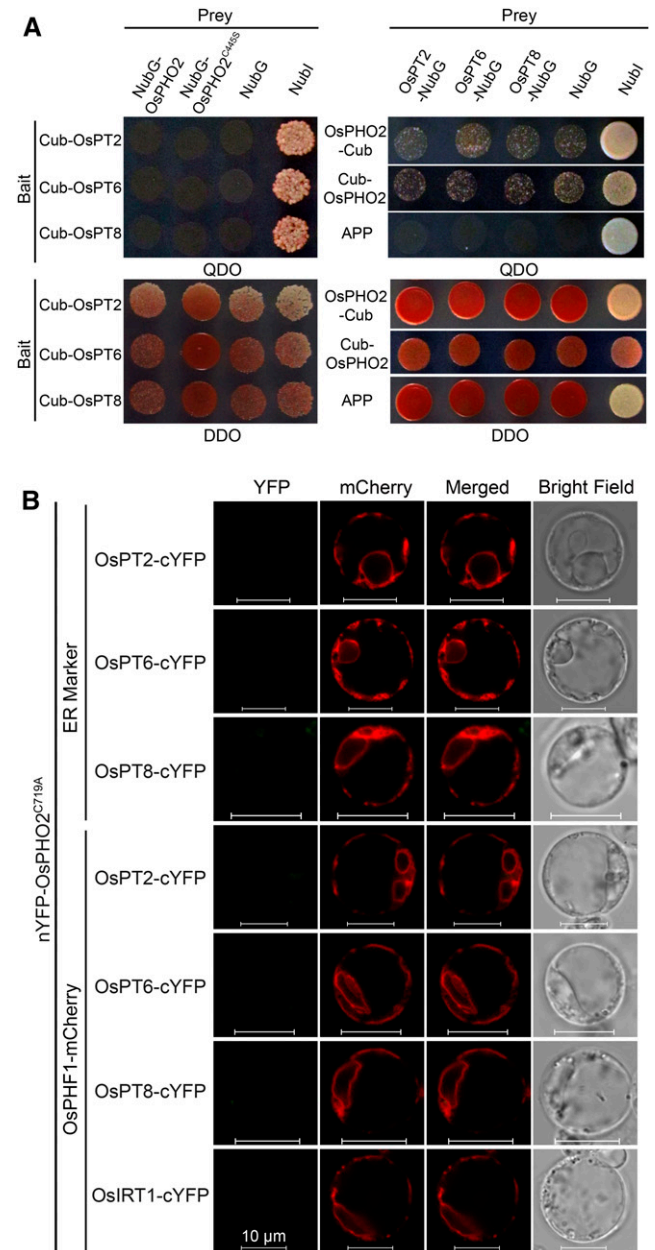 A
Prey
NubG-
OsPHO2
NubG-
OsPHO2C445S
NubG
NubI
Bait
Cub-OsPT2
Cub-OsPT6
Cub-OsPT8
QDO
Bait
Cub-OsPT2
Cub-OsPT6
Cub-OsPT8
DDO
Prey
OsPT2
-NubG
OsPT6
-NubG
OsPT8
-NubG
NubG
NubI
OsPHO2
-Cub
Cub-
OsPHO2
APP
QDO
OsPHO2
-Cub
Cub-
OsPHO2
APP
DDO
B
YFP mCherry Merged Bright Field
nYFP-OsPHO2C719A
ER Marker
OsPT2-cYFP
OsPT6-cYFP
OsPT8-cYFP
OsPHF1-mCherry
OsPT2-cYFP
OsPT6-cYFP
OsPT8-cYFP
OsIRT1-cYFP
10 μm